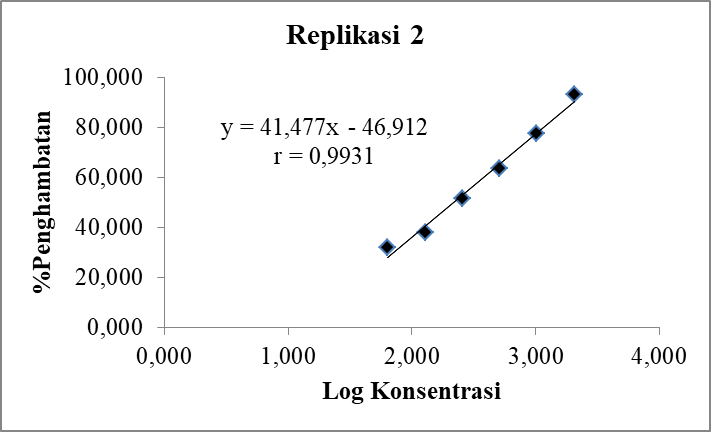 Replikasi 2
100,000
80,000
60,000
40,000
20,000
0,000
%Penghambatan
y = 41,477x - 46,912
r = 0,9931
0,000 1,000 2,000 3,000 4,000
Log Konsentrasi